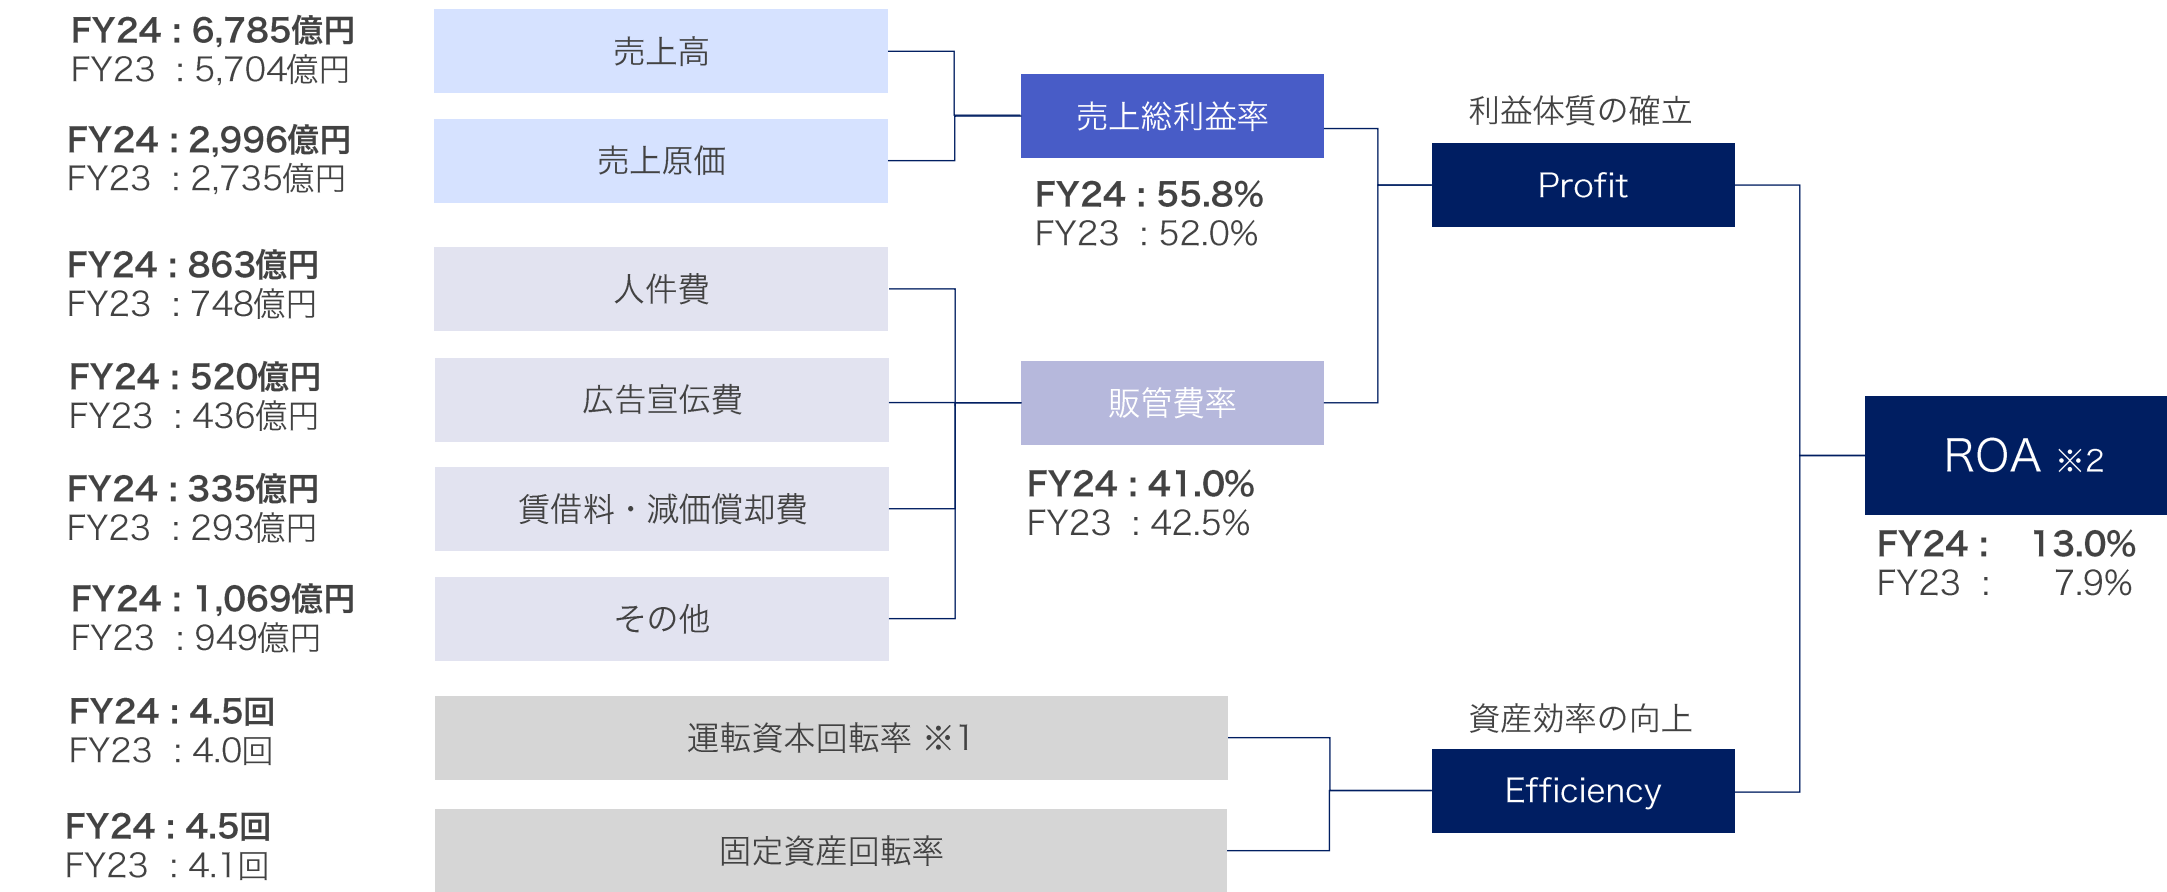 FY24 : 6,785億円
FY23 : 5,704億円
売上高
FY24 : 2,996億円
FY23 : 2,735億円
売上原価
売上総利益率
FY24 : 55.8%
FY23 : 52.0%
利益体質の確立
Profit
FY24 : 863億円
FY23 : 748億円
人件費
FY24 : 520億円
FY23 : 436億円
広告宣伝費
販管費率
FY24 : 41.0%
FY23 : 42.5%
FY24 : 335億円
FY23 : 293億円
賃借料・減価償却費
FY24 : 1,069億円
FY23 : 949億円
その他
ROA ※2
FY24 : 13.0%
FY23 : 7.9%
FY24 : 4.5回
FY23 : 4.0回
運転資本回転率 ※1
資産効率の向上
Efficiency
FY24 : 4.5回
FY23 : 4.1回
固定資産回転率